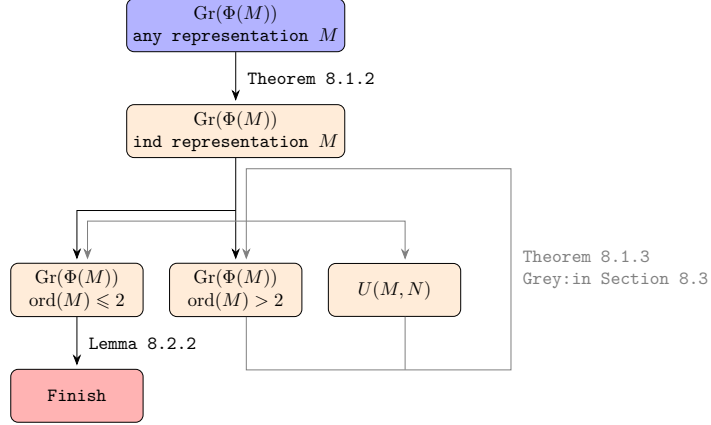 Gr(Φ(M))
any representation M
Theorem 8.1.2
Gr(Φ(M))
ind representation M
Theorem 8.1.3
Grey:in Section 8.3
Gr(Φ(M))
ord(M) ⩽ 2
Gr(Φ(M))
ord(M) > 2
U(M, N)
Lemma 8.2.2
Finish